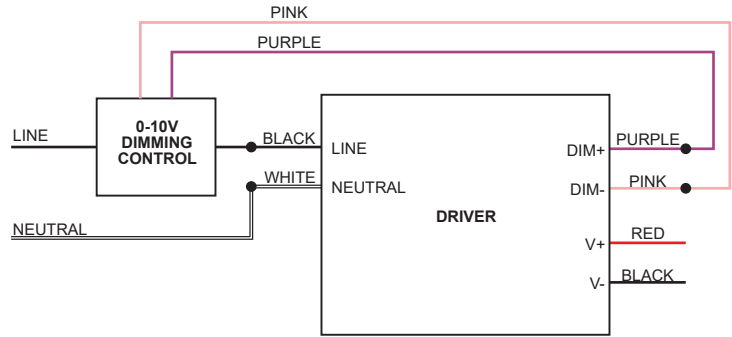 PINK
PURPLE
LINE
0-10V
DIMMING
CONTROL
BLACK
LINE
DIM+
PURPLE
WHITE
NEUTRAL
DIM-
PINK
DRIVER
NEUTRAL
V+
RED
V-
BLACK